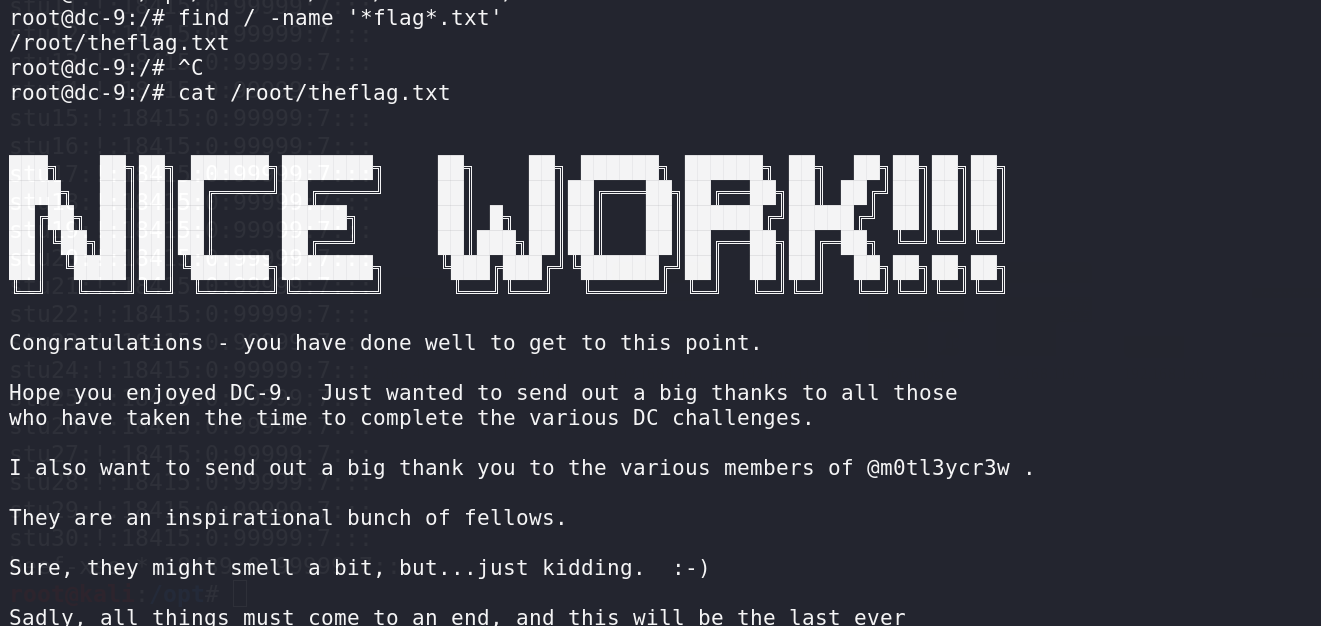 root@dc-9:/# find / -name '*flag*.txt'
/root/theflag.txt
root@dc-9:/# ^C
root@dc-9:/# cat /root/theflag.txt
NICE WORK!!!
Congratulations - you have done well to get to this point.
Hope you enjoyed DC-9.  Just wanted to send out a big thanks to all those
who have taken the time to complete the various DC challenges.
I also want to send out a big thank you to the various members of @m0tl3ycr3w .
They are an inspirational bunch of fellows.
Sure, they might smell a bit, but...just kidding.  :-)
Sadly, all things must come to an end, and this will be the last ever